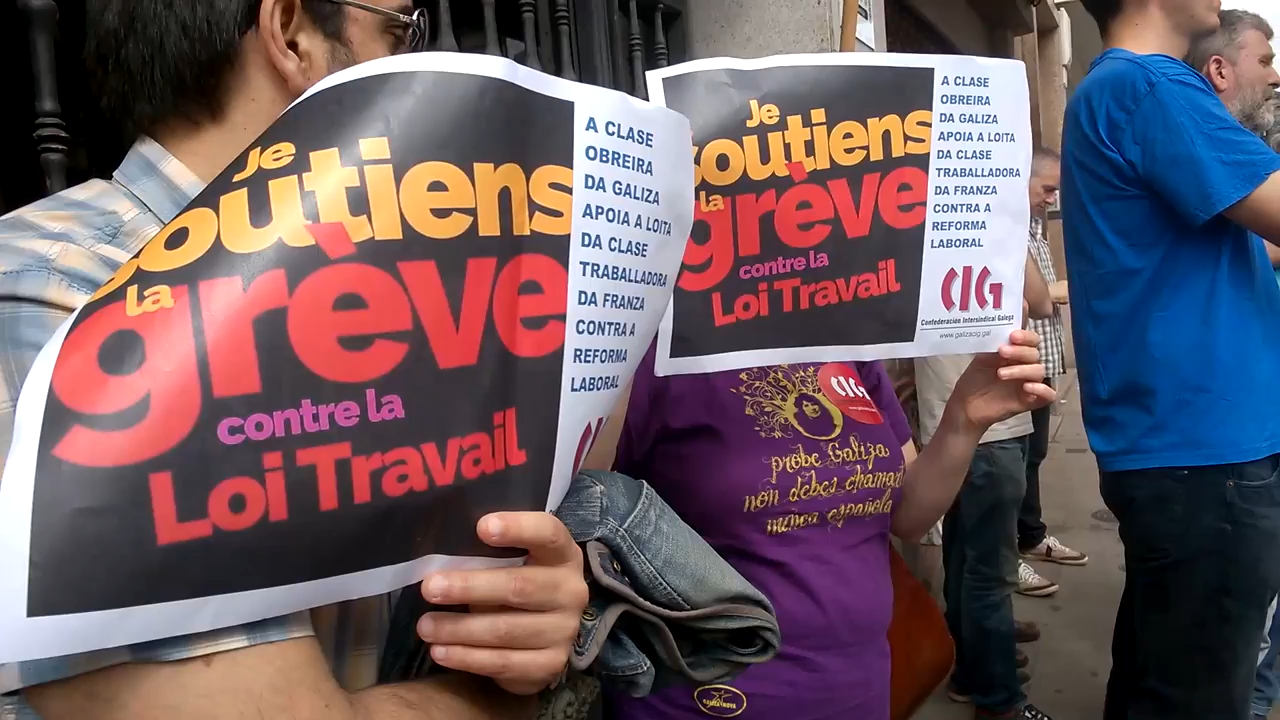 Je
soutiens
la
grève
contre la
Loi Travail
A CLASE
OBREIRA
DA GALIZA
APOIA A LOITA
DA CLASE
TRABALLADORA
DA FRANZA
CONTRA A
REFORMA
LABORAL
Je
soutiens
la
grève
contre la
Loi Travail
A CLASE
OBREIRA
DA GALIZA
APOIA A LOITA
DA CLASE
TRABALLADORA
DA FRANZA
CONTRA A
REFORMA
LABORAL
CIG
Confederación Intersindical Galega
www.galizacig.gal
CIG
probe Galiza
non debes chamar
nunca española
GALIZA NOVA